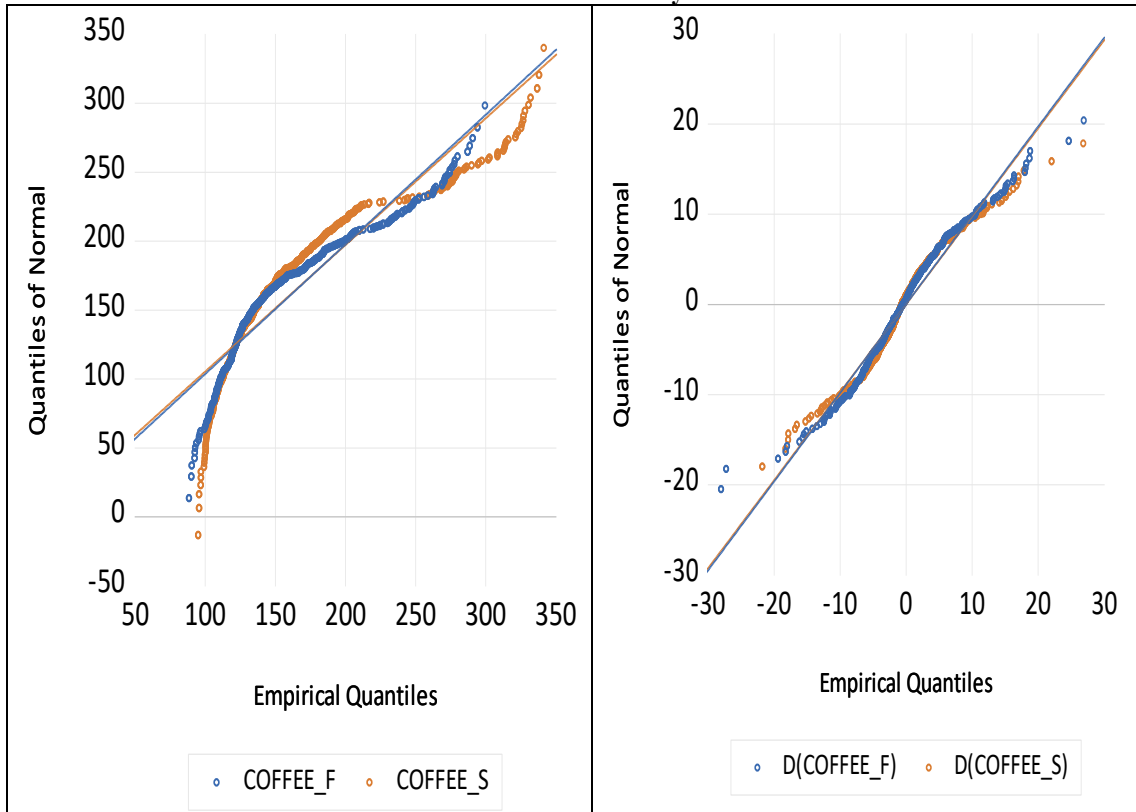 350
300
250
200
150
100
50
0
-50
Quantiles of Normal
50 100 150 200 250 300 350
Empirical Quantiles
COFFEE_F COFFEE_S
30
20
10
0
-10
-20
-30
Quantiles of Normal
-30 -20 -10 0 10 20 30
Empirical Quantiles
D(COFFEE_F) D(COFFEE_S)